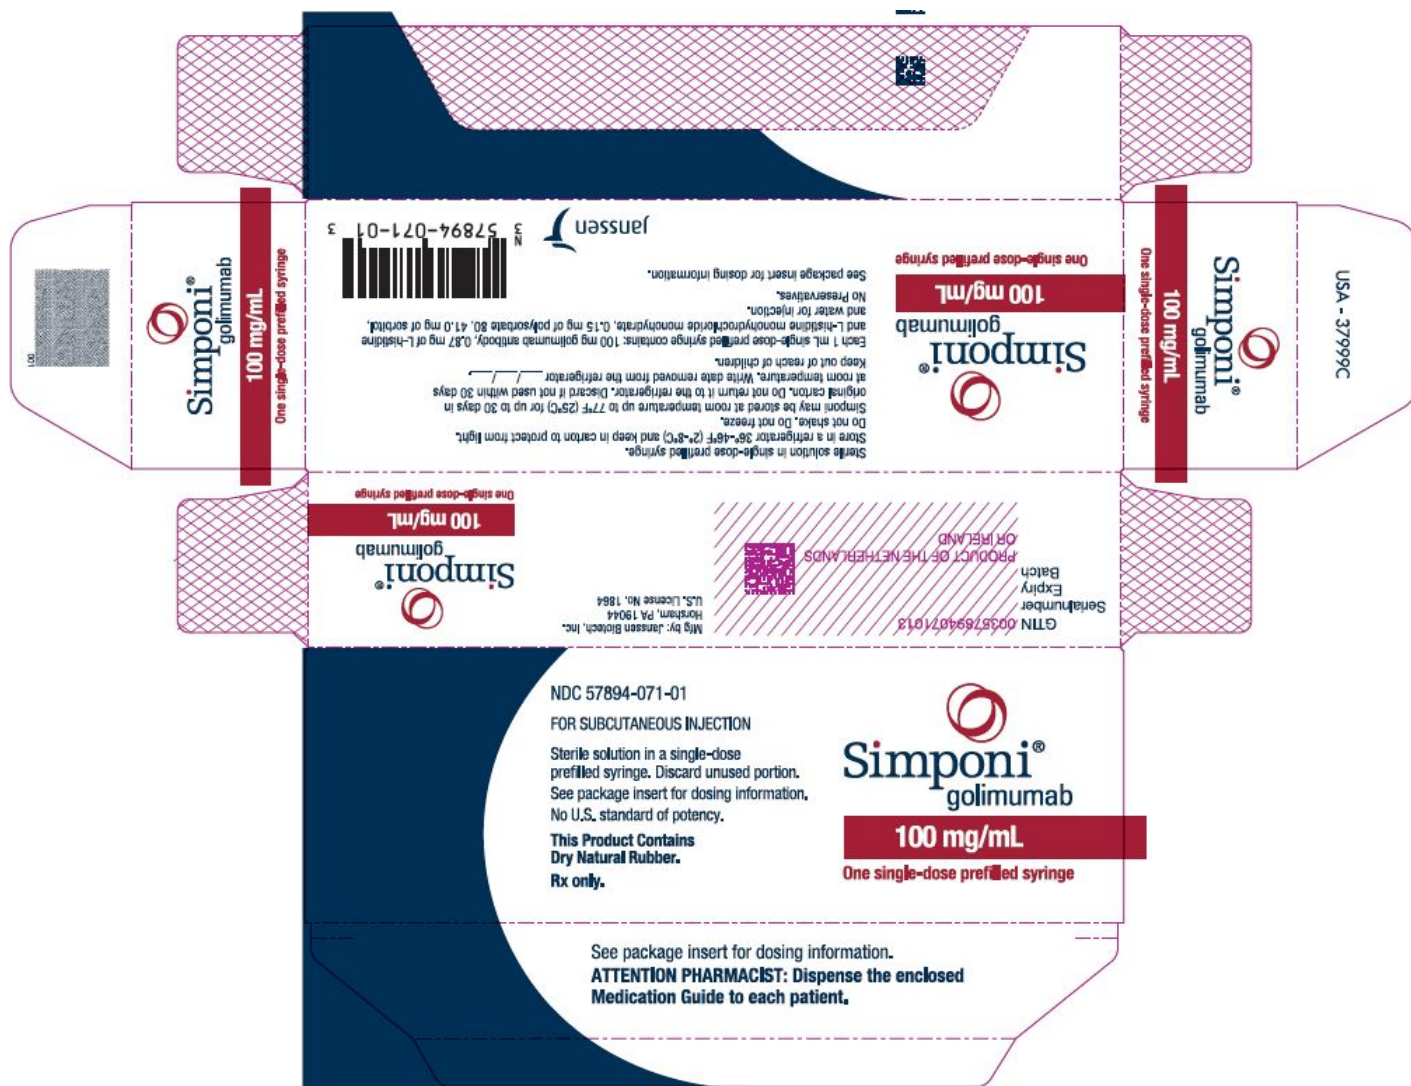 Simponi®
golimumab
100 mg/mL
One single-dose prefilled syringe
001
N
3 57894-071-01 3
janssen
Sterile solution in single-dose prefilled syringe.
Store in a refrigerator 36°-46°F (2°-8°C) and keep in carton to protect from light.
Do not shake. Do not freeze.
Simponi may be stored at room temperature up to 77°F (25°C) for up to 30 days in
original carton. Do not return it to the refrigerator. Discard if not used within 30 days
at room temperature. Write date removed from the refrigerator ___/___/___
Keep out of reach of children.
Each 1 mL single-dose prefilled syringe contains: 100 mg golimumab antibody, 0.87 mg of L-histidine
and L-histidine monohydrochloride monohydrate, 0.15 mg of polysorbate 80, 41.0 mg of sorbitol,
and water for injection.
No Preservatives.
See package insert for dosing information.
Simponi®
golimumab
100 mg/mL
One single-dose prefilled syringe
Simponi®
golimumab
100 mg/mL
One single-dose prefilled syringe
USA - 37999C
Simponi®
golimumab
100 mg/mL
One single-dose prefilled syringe
Mfg by: Janssen Biotech, Inc.
Horsham, PA 19044
U.S. License No. 1864
PRODUCT OF THE NETHERLANDS
OR IRELAND
GTIN 00357894071013
Serialnumber
Expiry
Batch
NDC 57894-071-01
FOR SUBCUTANEOUS INJECTION
Sterile solution in a single-dose
prefilled syringe. Discard unused portion.
See package insert for dosing information.
No U.S. standard of potency.
This Product Contains
Dry Natural Rubber.
Rx only.
Simponi®
golimumab
100 mg/mL
One single-dose prefilled syringe
See package insert for dosing information.
ATTENTION PHARMACIST: Dispense the enclosed
Medication Guide to each patient.